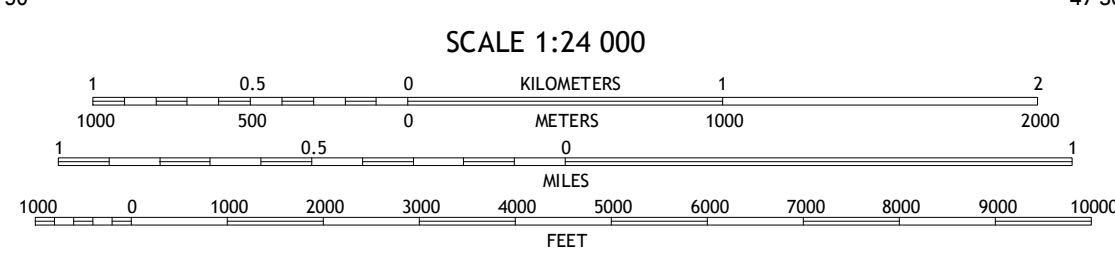 SCALE 1:24 000
1 0.5 0 KILOMETERS 1 2
1000 500 0 METERS 1000 2000
1 0.5 0 1
MILES
1000 0 1000 2000 3000 4000 5000 6000 7000 8000 9000 10000
FEET